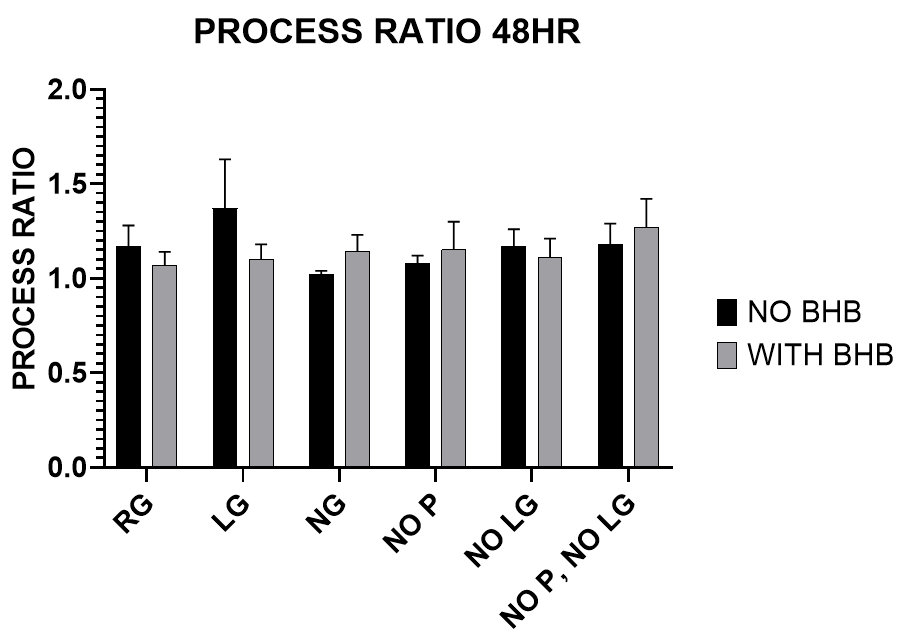 PROCESS RATIO 48HR
PROCESS RATIO
2.0
1.5
1.0
0.5
0.0
RG
LG
NG
NO P
NO LG
NO P, NO LG
NO BHB
WITH BHB